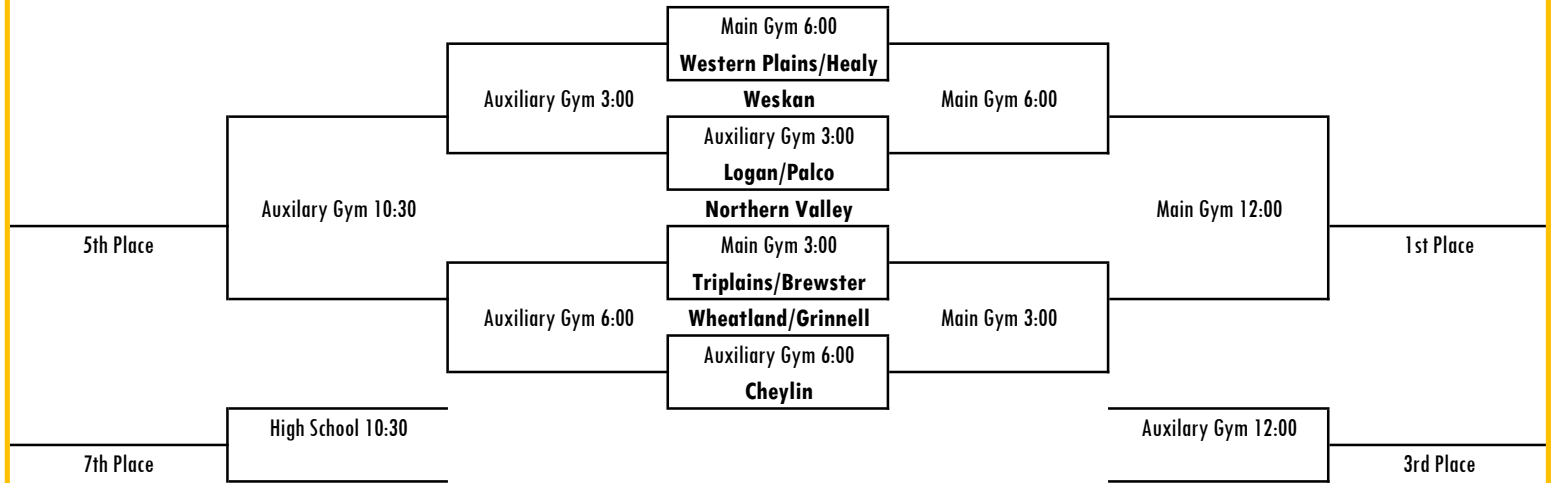 Main Gym 6:00
Western Plains/Healy
Auxiliary Gym 3:00
Weskan
Main Gym 6:00
Auxiliary Gym 3:00
Logan/Palco
Auxilary Gym 10:30
Northern Valley
Main Gym 12:00
5th Place
Main Gym 3:00
1st Place
Triplains/Brewster
Auxiliary Gym 6:00
Wheatland/Grinnell
Main Gym 3:00
Auxiliary Gym 6:00
Cheylin
High School 10:30
Auxilary Gym 12:00
7th Place
3rd Place